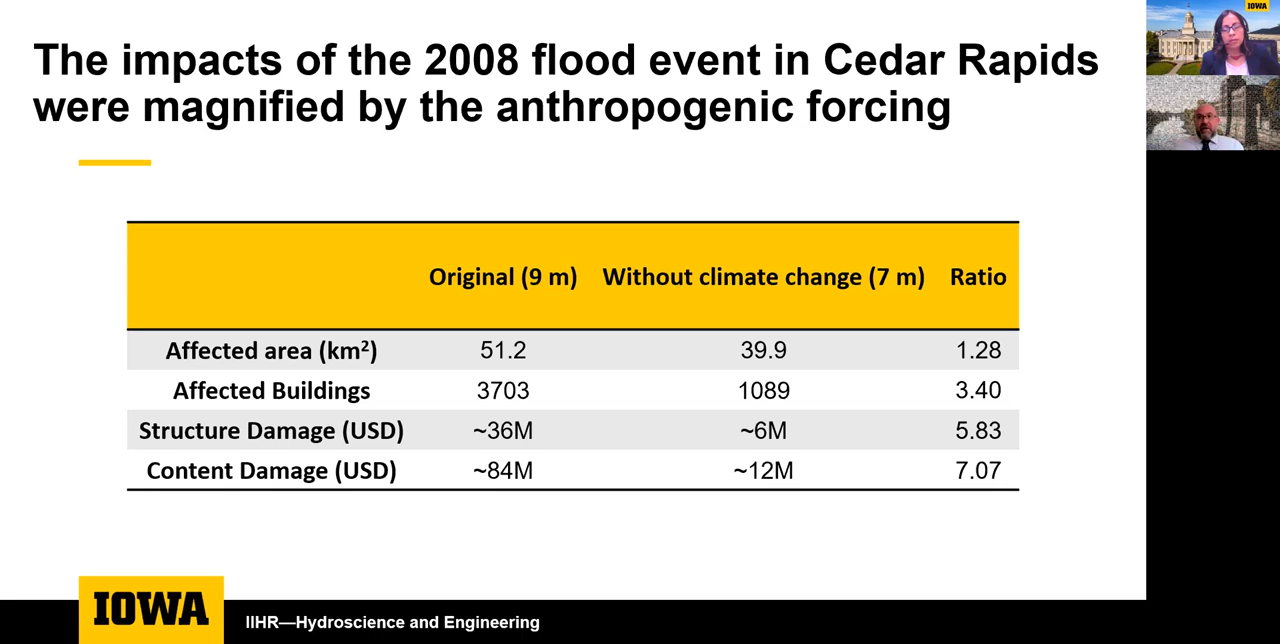 The impacts of the 2008 flood event in Cedar Rapids
were magnified by the anthropogenic forcing
Original (9 m) Without climate change (7 m) Ratio
Affected area (km²) 51.2 39.9 1.28
Affected Buildings 3703 1089 3.40
Structure Damage (USD) ~36M ~6M 5.83
Content Damage (USD) ~84M ~12M 7.07
IOWA
IIHR—Hydroscience and Engineering
IOWA